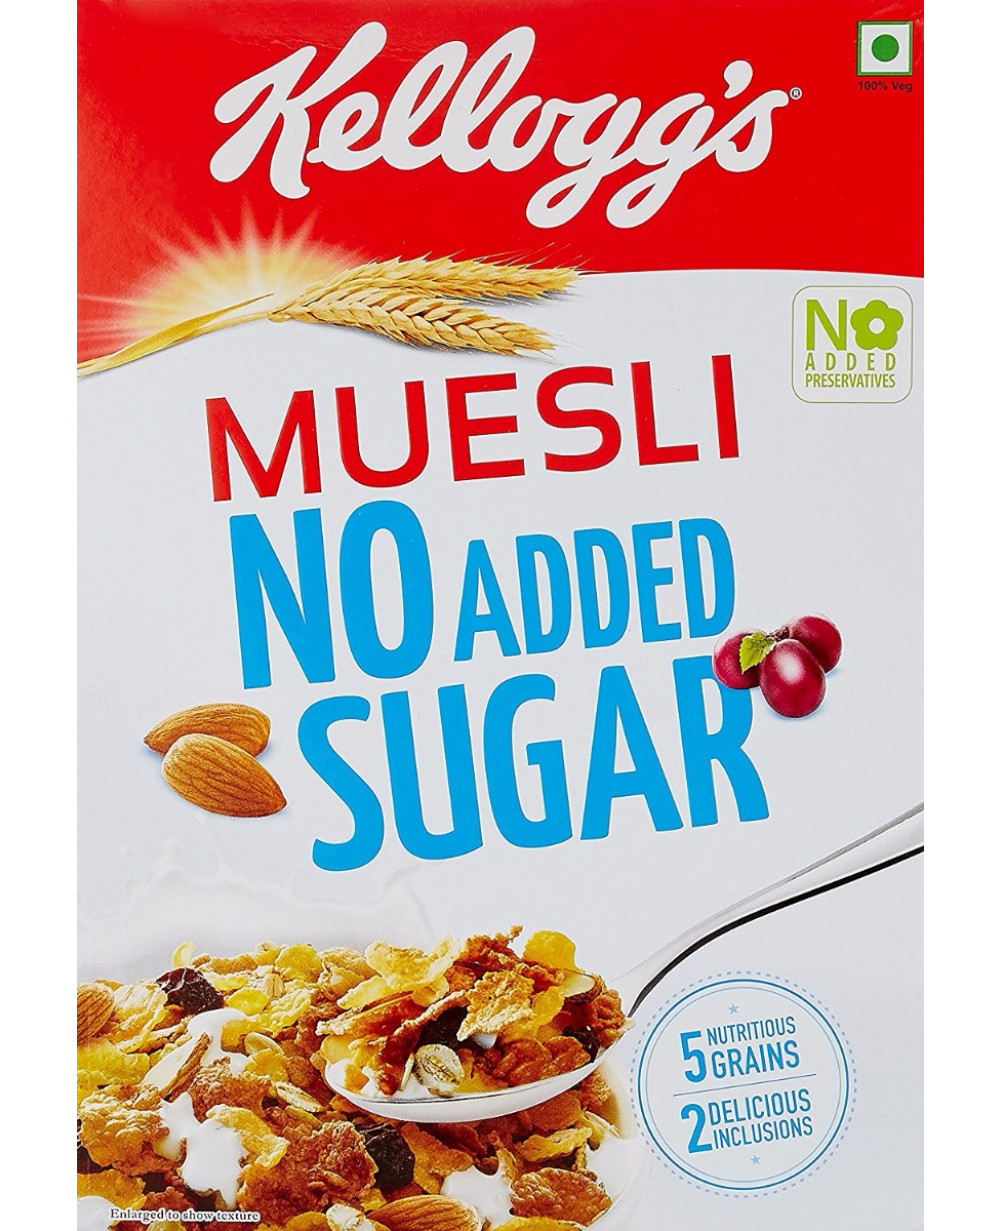 Kellogg's®
100% Veg
NO
ADDED
PRESERVATIVES
MUESLI
NO ADDED
SUGAR
5 NUTRITIOUS
GRAINS
2 DELICIOUS
INCLUSIONS
Enlarged to show texture